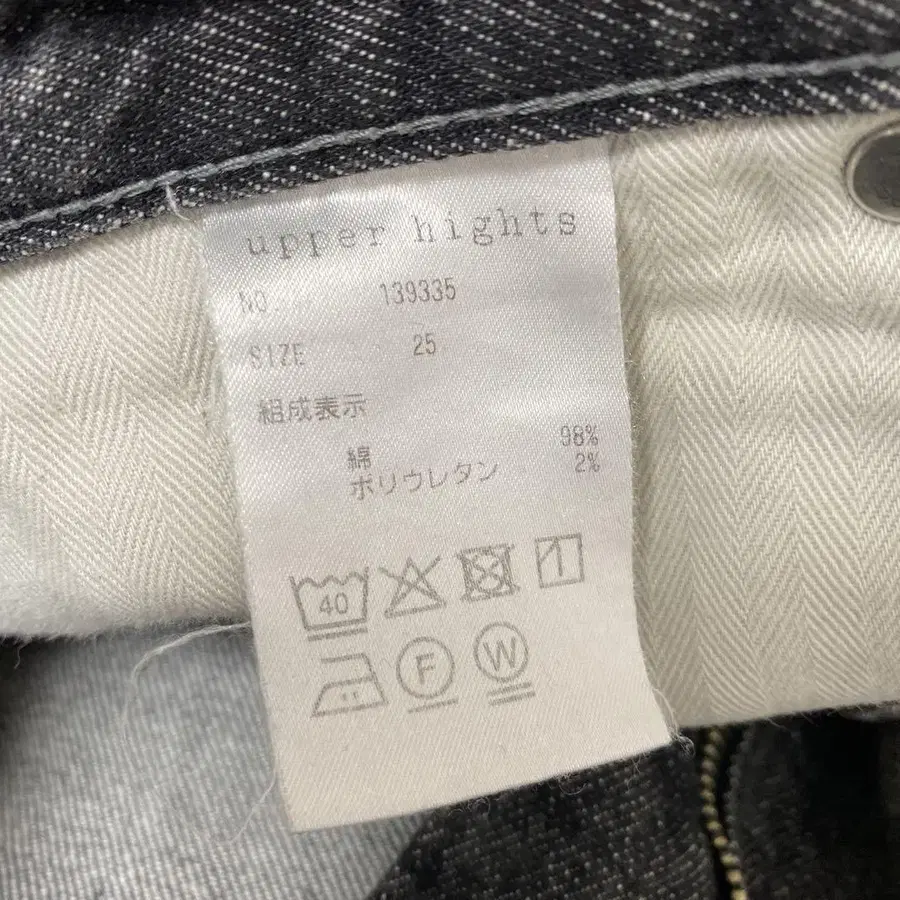 upper hights
NO. 139335
SIZE 25
組成表示
綿 98%
ポリウレタン 2%
40
F W